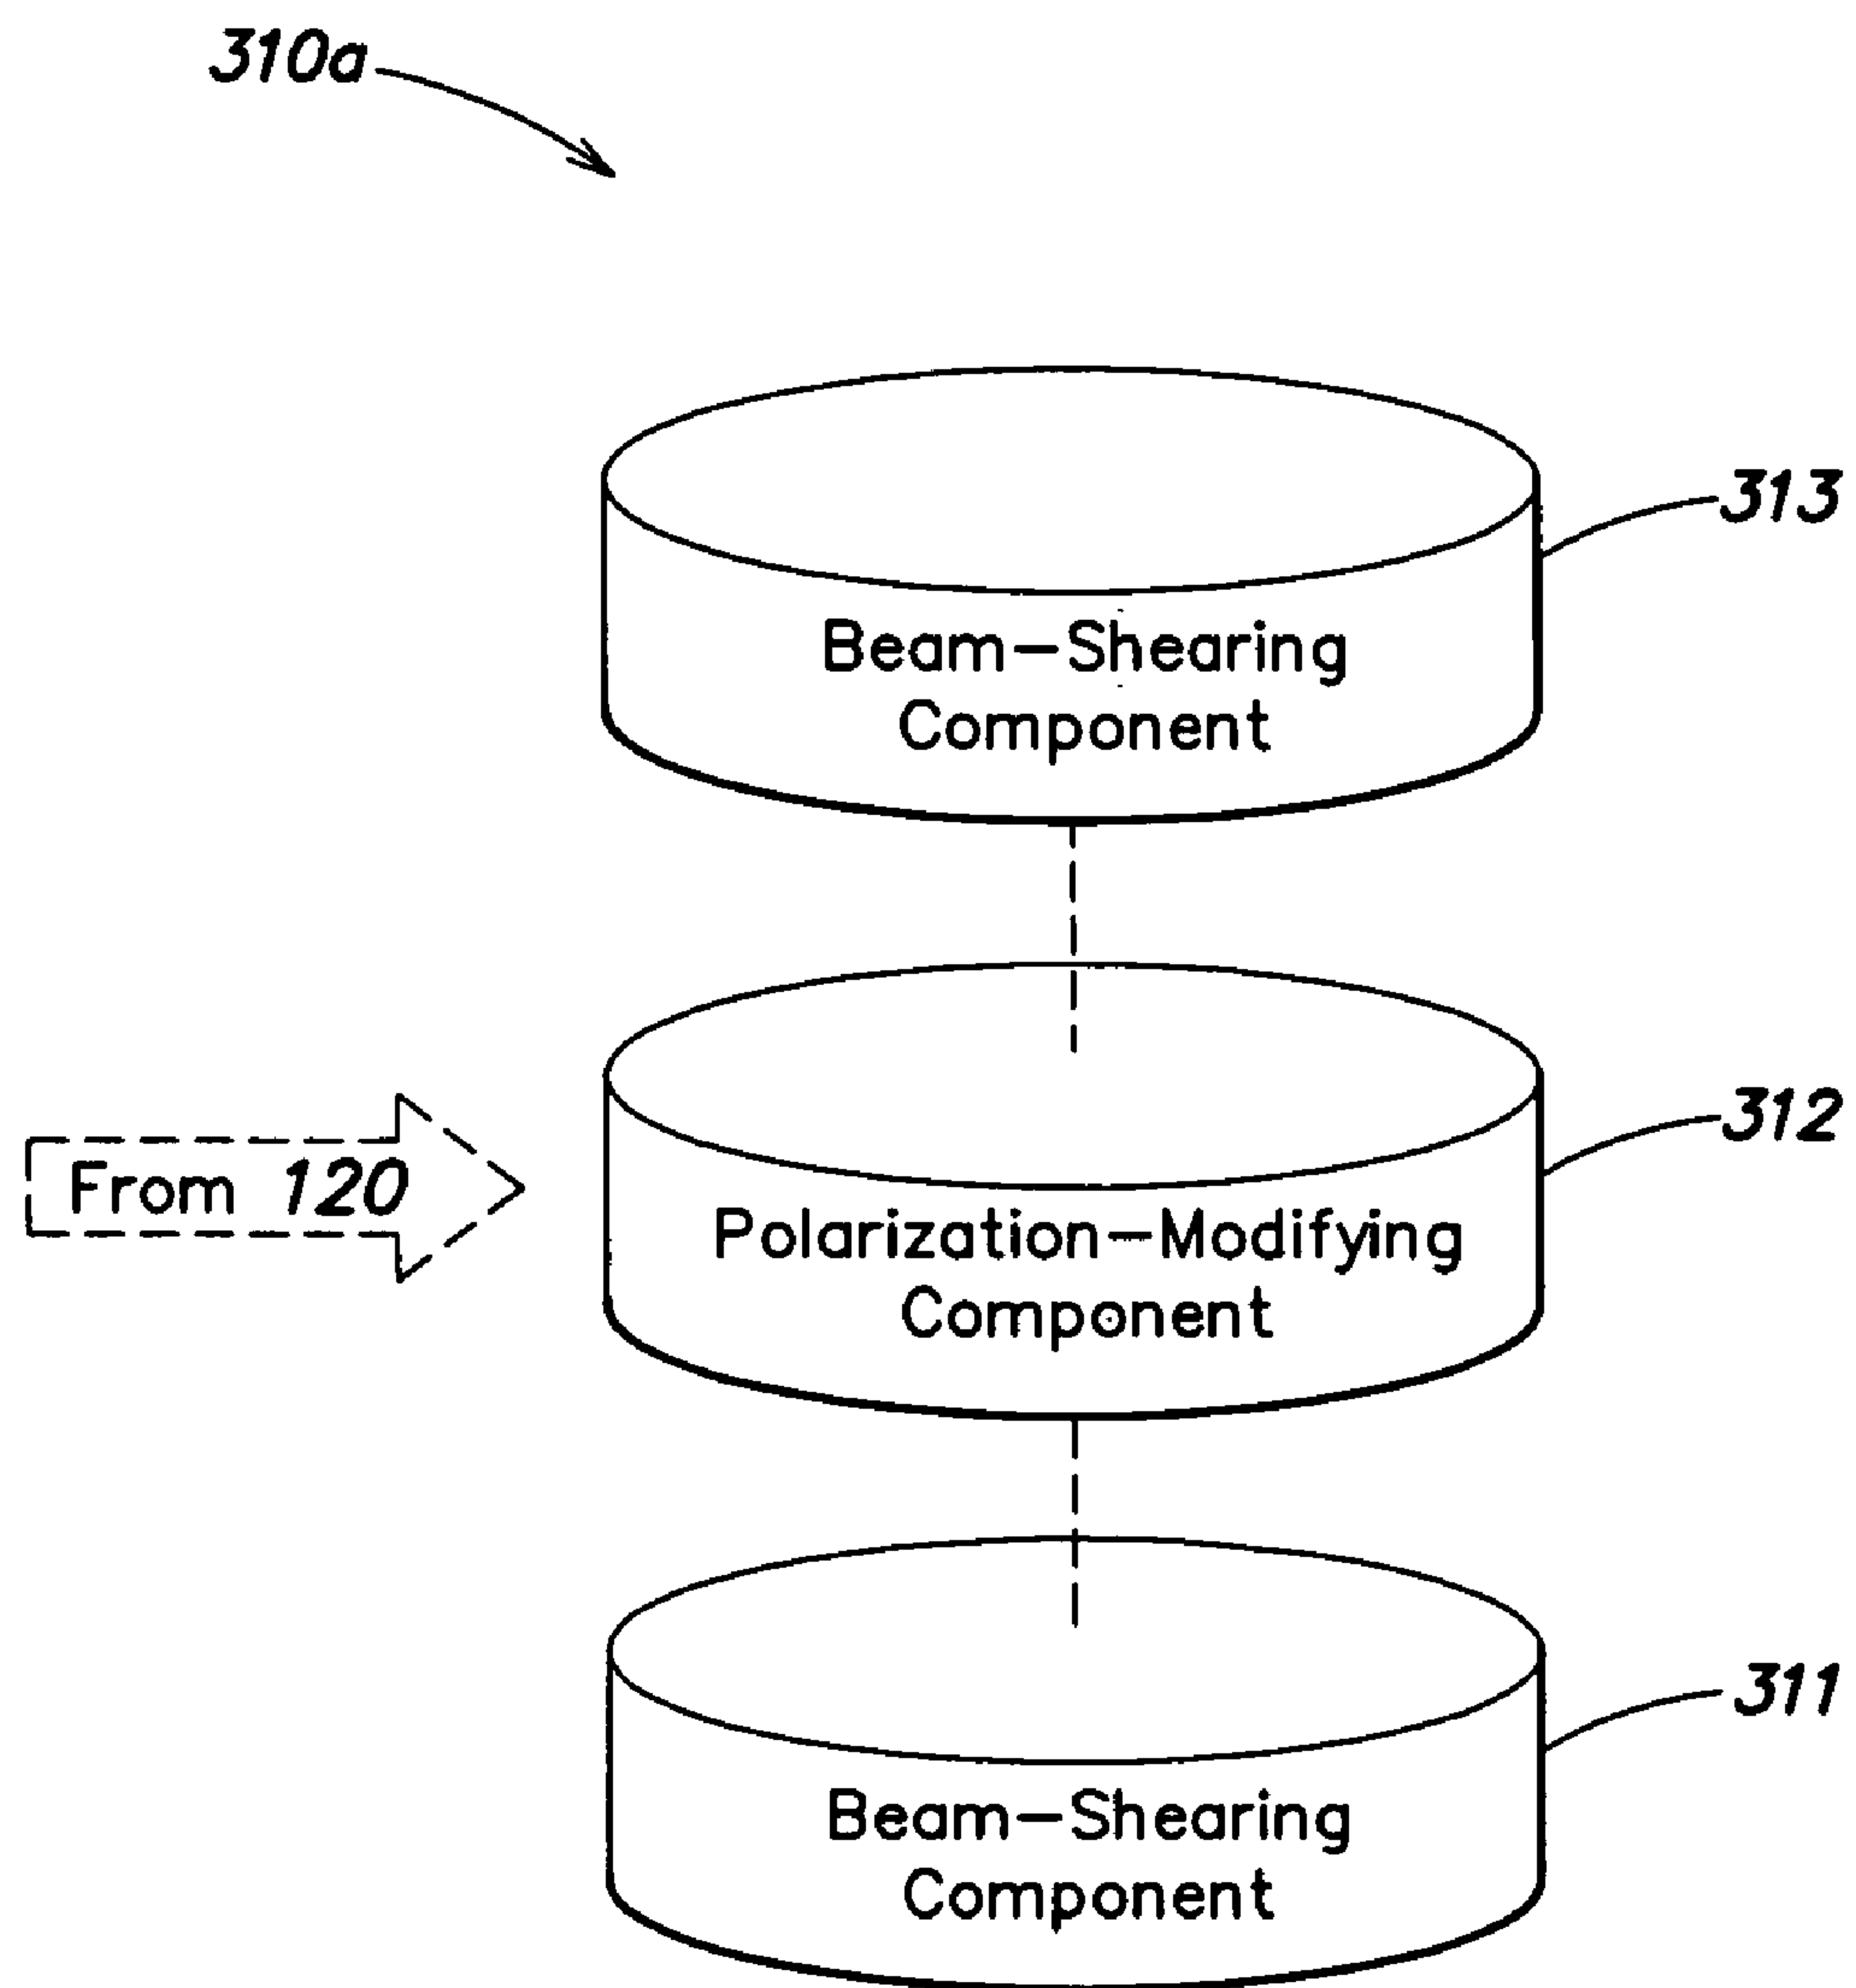 310a
313
Beam-Shearing
Component
312
From 120
Polarization-Modifying
Component
311
Beam-Shearing
Component